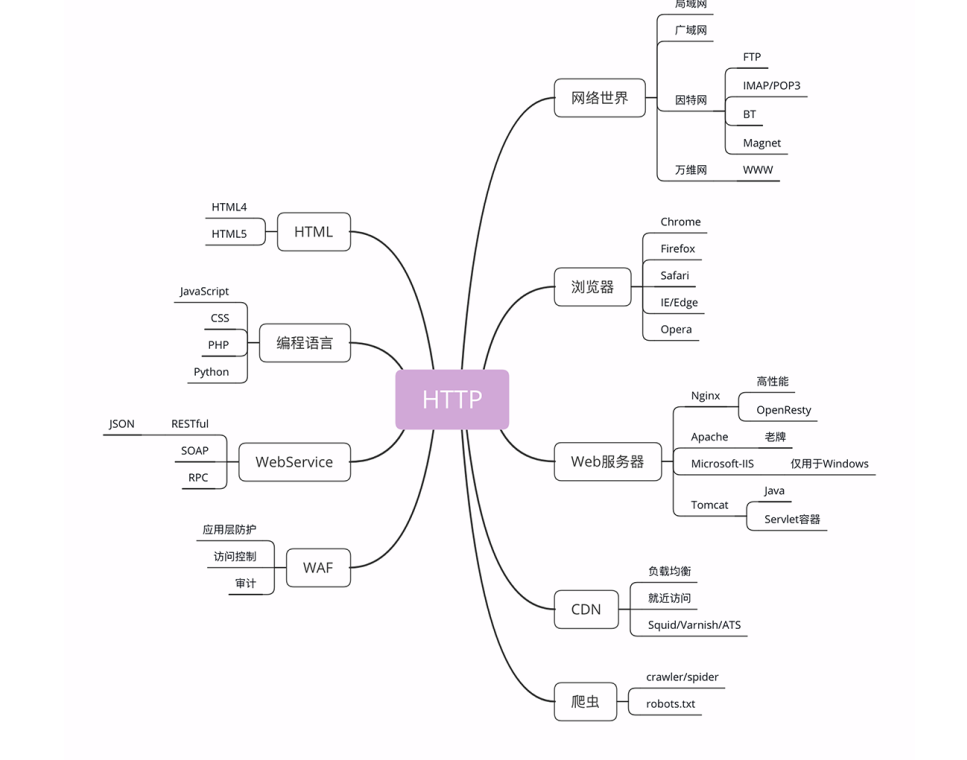 HTTP
网络世界
局域网
广域网
因特网
FTP
IMAP/POP3
BT
Magnet
万维网
WWW
浏览器
Chrome
Firefox
Safari
IE/Edge
Opera
Web服务器
Nginx
高性能
OpenResty
Apache
老牌
Microsoft-IIS
仅用于Windows
Tomcat
Java
Servlet容器
CDN
负载均衡
就近访问
Squid/Varnish/ATS
爬虫
crawler/spider
robots.txt
HTML
HTML4
HTML5
编程语言
JavaScript
CSS
PHP
Python
WebService
RESTful
JSON
SOAP
RPC
WAF
应用层防护
访问控制
审计